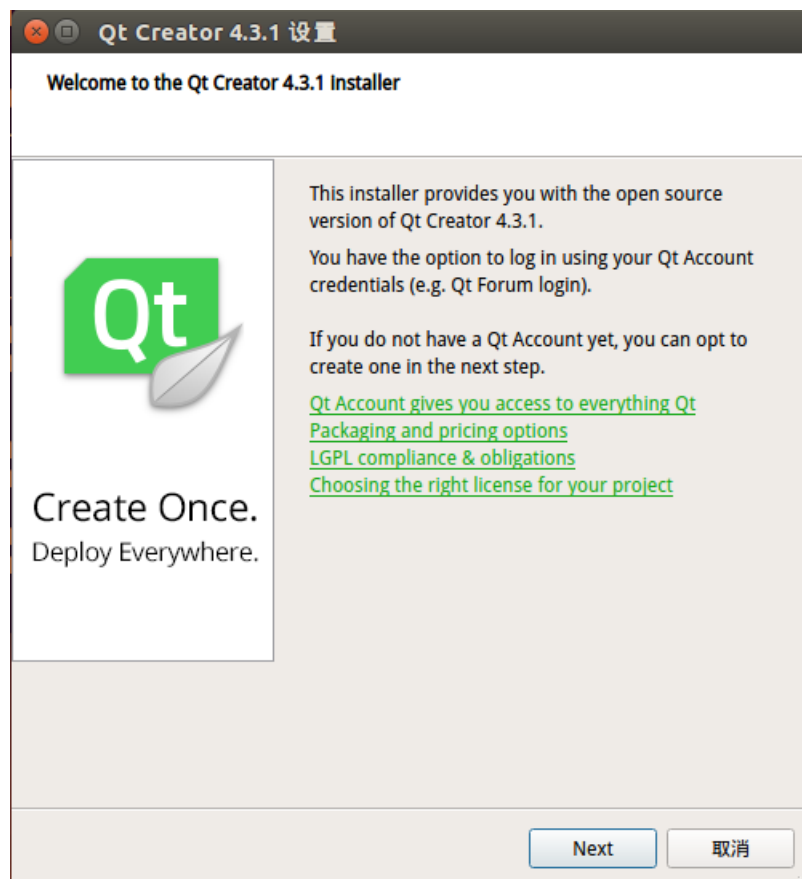 Qt Creator 4.3.1 设置
Welcome to the Qt Creator 4.3.1 Installer
This installer provides you with the open source
version of Qt Creator 4.3.1.
You have the option to log in using your Qt Account
credentials (e.g. Qt Forum login).
If you do not have a Qt Account yet, you can opt to
create one in the next step.
Qt Account gives you access to everything Qt
Packaging and pricing options
LGPL compliance & obligations
Choosing the right license for your project
Qt
Create Once.
Deploy Everywhere.
Next
取消